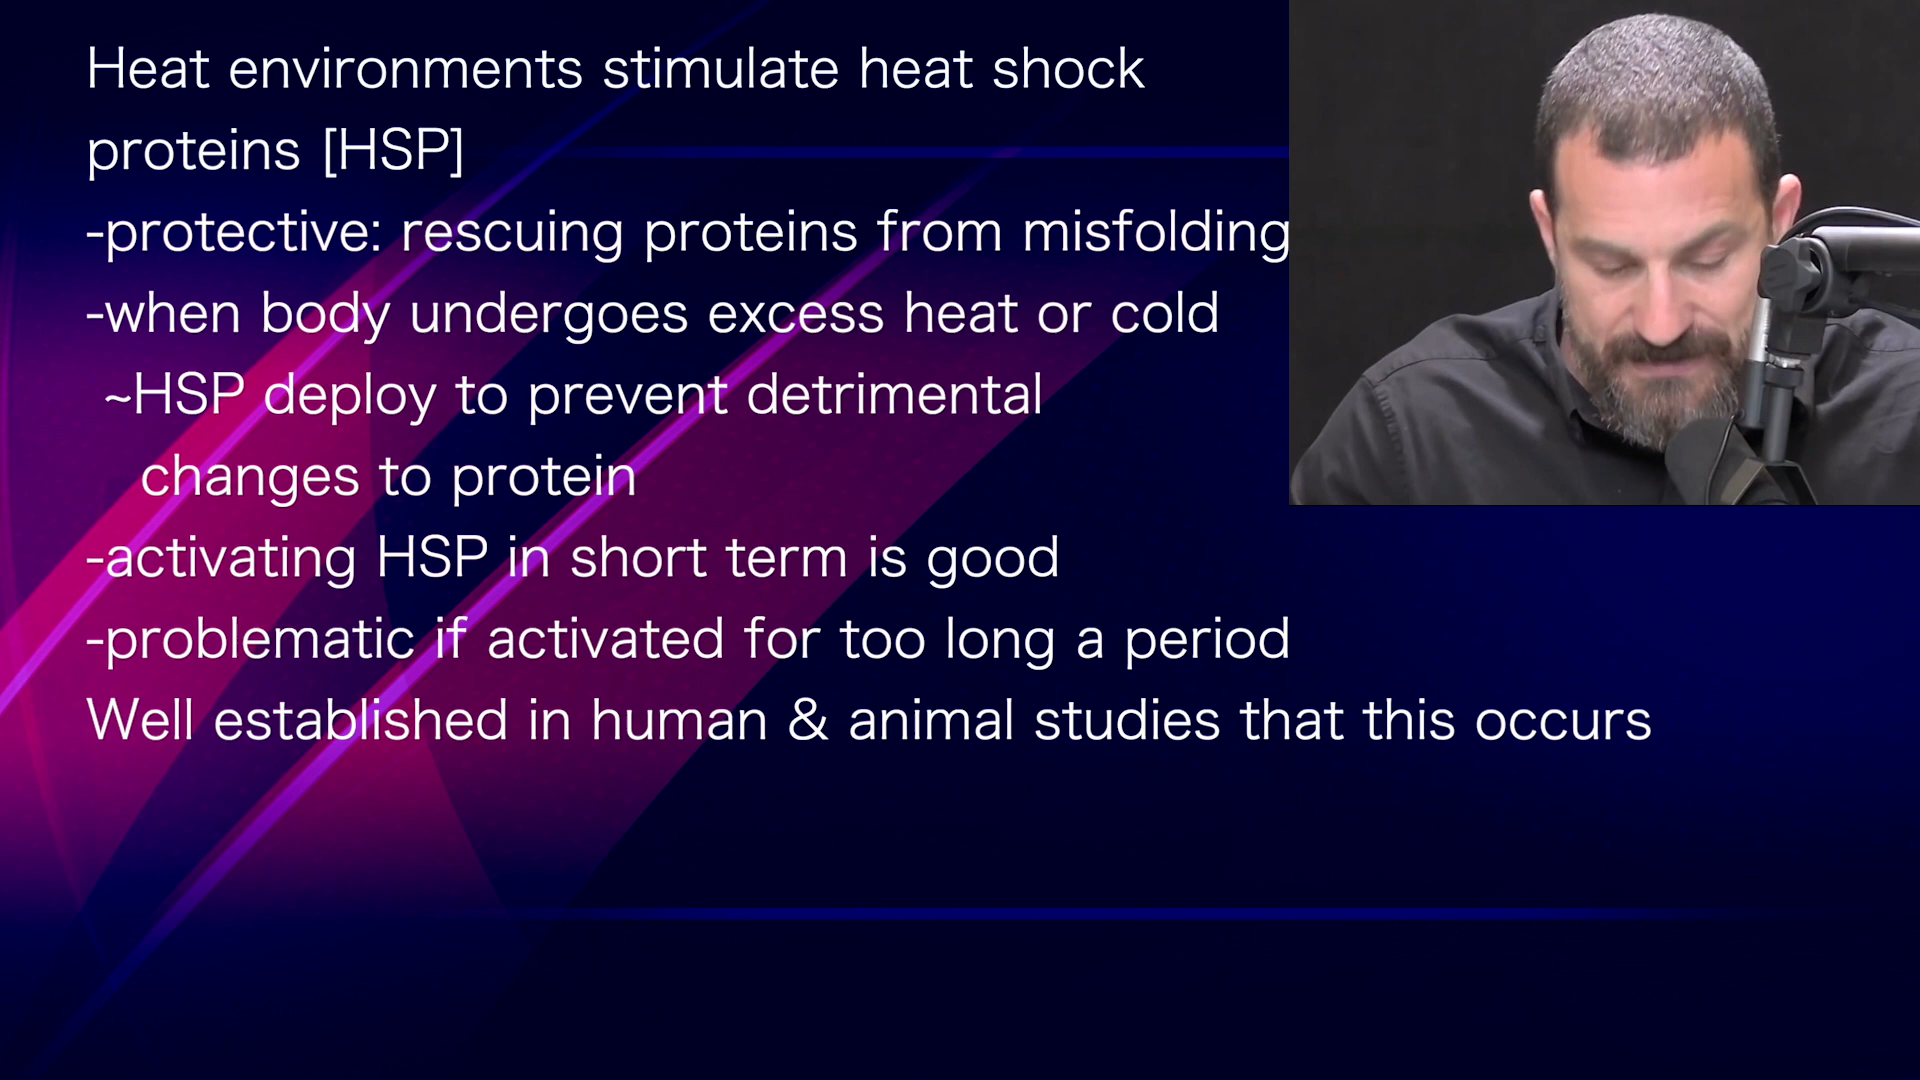 Heat environments stimulate heat shock
proteins [HSP]
-protective: rescuing proteins from misfolding
-when body undergoes excess heat or cold
~HSP deploy to prevent detrimental
changes to protein
-activating HSP in short term is good
-problematic if activated for too long a period
Well established in human & animal studies that this occurs